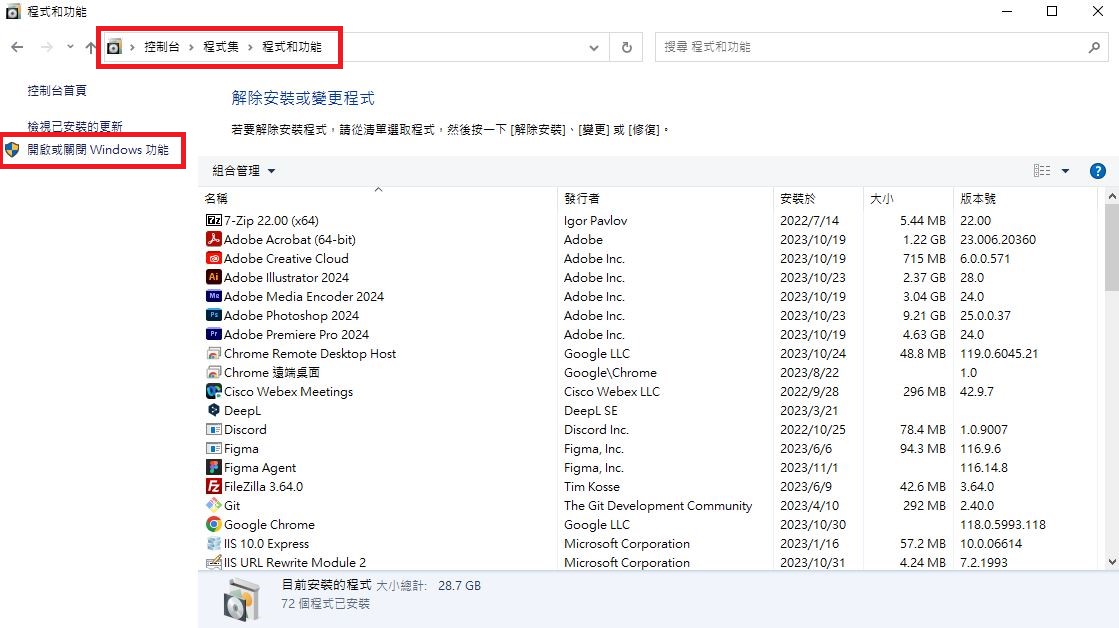 程式和功能
控制台 › 程式集 › 程式和功能
搜尋 程式和功能
控制台首頁
檢視已安裝的更新
開啟或關閉 Windows 功能
解除安裝或變更程式
若要解除安裝程式，請從清單選取程式，然後按一下 [解除安裝]、[變更] 或 [修復]。
組合管理
名稱 發行者 安裝於 大小 版本號
7-Zip 22.00 (x64) Igor Pavlov 2022/7/14 5.44 MB 22.00
Adobe Acrobat (64-bit) Adobe 2023/10/19 1.22 GB 23.006.20360
Adobe Creative Cloud Adobe Inc. 2023/10/19 715 MB 6.0.0.571
Adobe Illustrator 2024 Adobe Inc. 2023/10/23 2.37 GB 28.0
Adobe Media Encoder 2024 Adobe Inc. 2023/10/19 3.04 GB 24.0
Adobe Photoshop 2024 Adobe Inc. 2023/10/23 9.21 GB 25.0.0.37
Adobe Premiere Pro 2024 Adobe Inc. 2023/10/19 4.63 GB 24.0
Chrome Remote Desktop Host Google LLC 2023/10/24 48.8 MB 119.0.6045.21
Chrome 遠端桌面 Google\Chrome 2023/8/22 1.0
Cisco Webex Meetings Cisco Webex LLC 2022/9/28 296 MB 42.9.7
DeepL DeepL SE 2023/3/21
Discord Discord Inc. 2022/10/25 78.4 MB 1.0.9007
Figma Figma, Inc. 2023/6/6 94.3 MB 116.9.6
Figma Agent Figma, Inc. 2023/11/1 116.14.8
FileZilla 3.64.0 Tim Kosse 2023/6/9 42.6 MB 3.64.0
Git The Git Development Community 2023/4/10 292 MB 2.40.0
Google Chrome Google LLC 2023/10/30 118.0.5993.118
IIS 10.0 Express Microsoft Corporation 2023/1/16 57.2 MB 10.0.06614
IIS URL Rewrite Module 2 Microsoft Corporation 2023/10/31 4.24 MB 7.2.1993
目前安裝的程式 大小總計: 28.7 GB
72 個程式已安裝